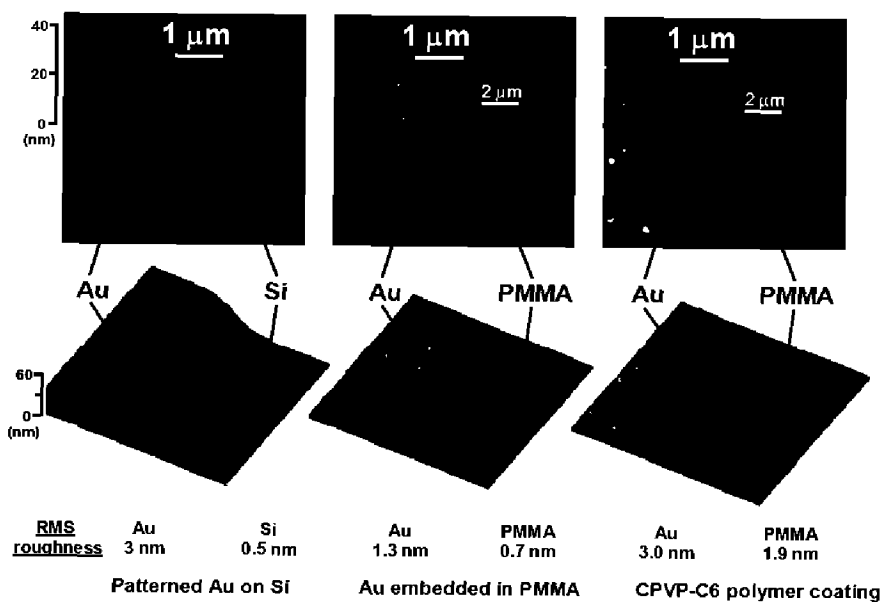 40
20
0
(nm)
1 µm
1 µm
2 µm
1 µm
2 µm
Au
Si
Au
PMMA
Au
PMMA
60
0
(nm)
RMS roughness
Au
3 nm
Si
0.5 nm
Au
1.3 nm
PMMA
0.7 nm
Au
3.0 nm
PMMA
1.9 nm
Patterned Au on Si
Au embedded in PMMA
CPVP-C6 polymer coating